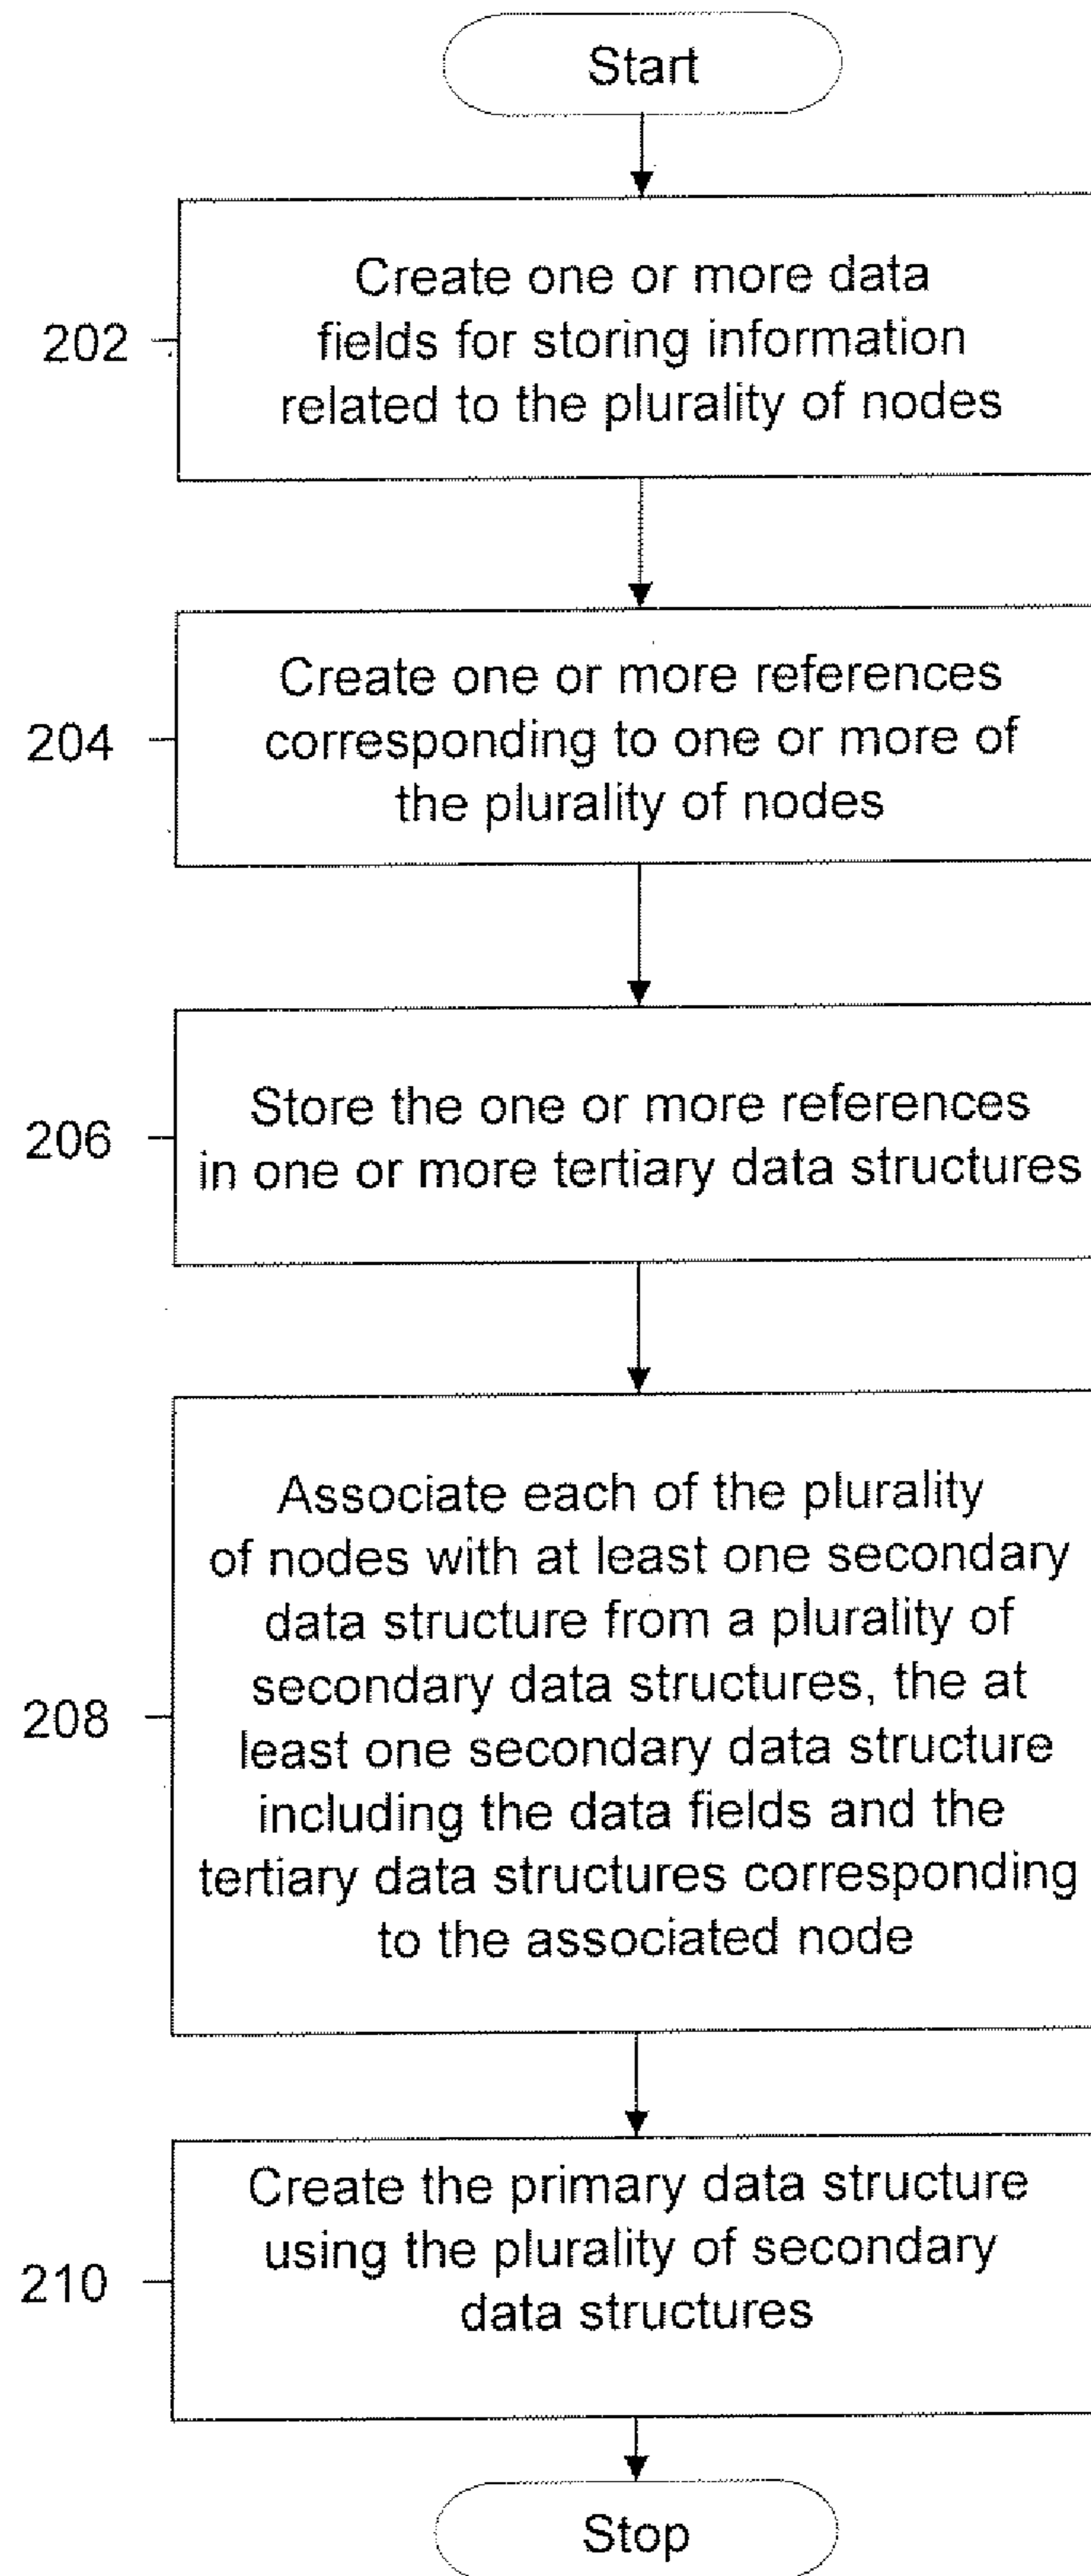 Start
Create one or more data
fields for storing information
related to the plurality of nodes
202
Create one or more references
corresponding to one or more of
the plurality of nodes
204
Store the one or more references
in one or more tertiary data structures
206
Associate each of the plurality
of nodes with at least one secondary
data structure from a plurality of
secondary data structures, the at
least one secondary data structure
including the data fields and the
tertiary data structures corresponding
to the associated node
208
Create the primary data structure
using the plurality of secondary
data structures
210
Stop